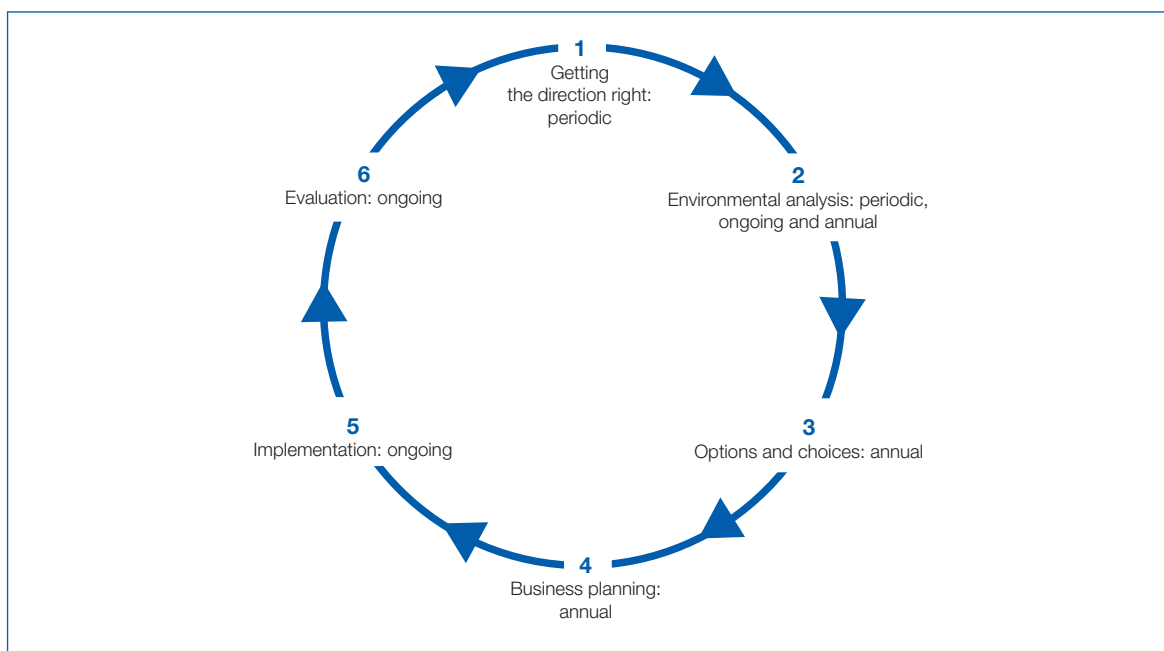 1
Getting
the direction right:
periodic
2
Environmental analysis: periodic,
ongoing and annual
3
Options and choices: annual
4
Business planning:
annual
5
Implementation: ongoing
6
Evaluation: ongoing